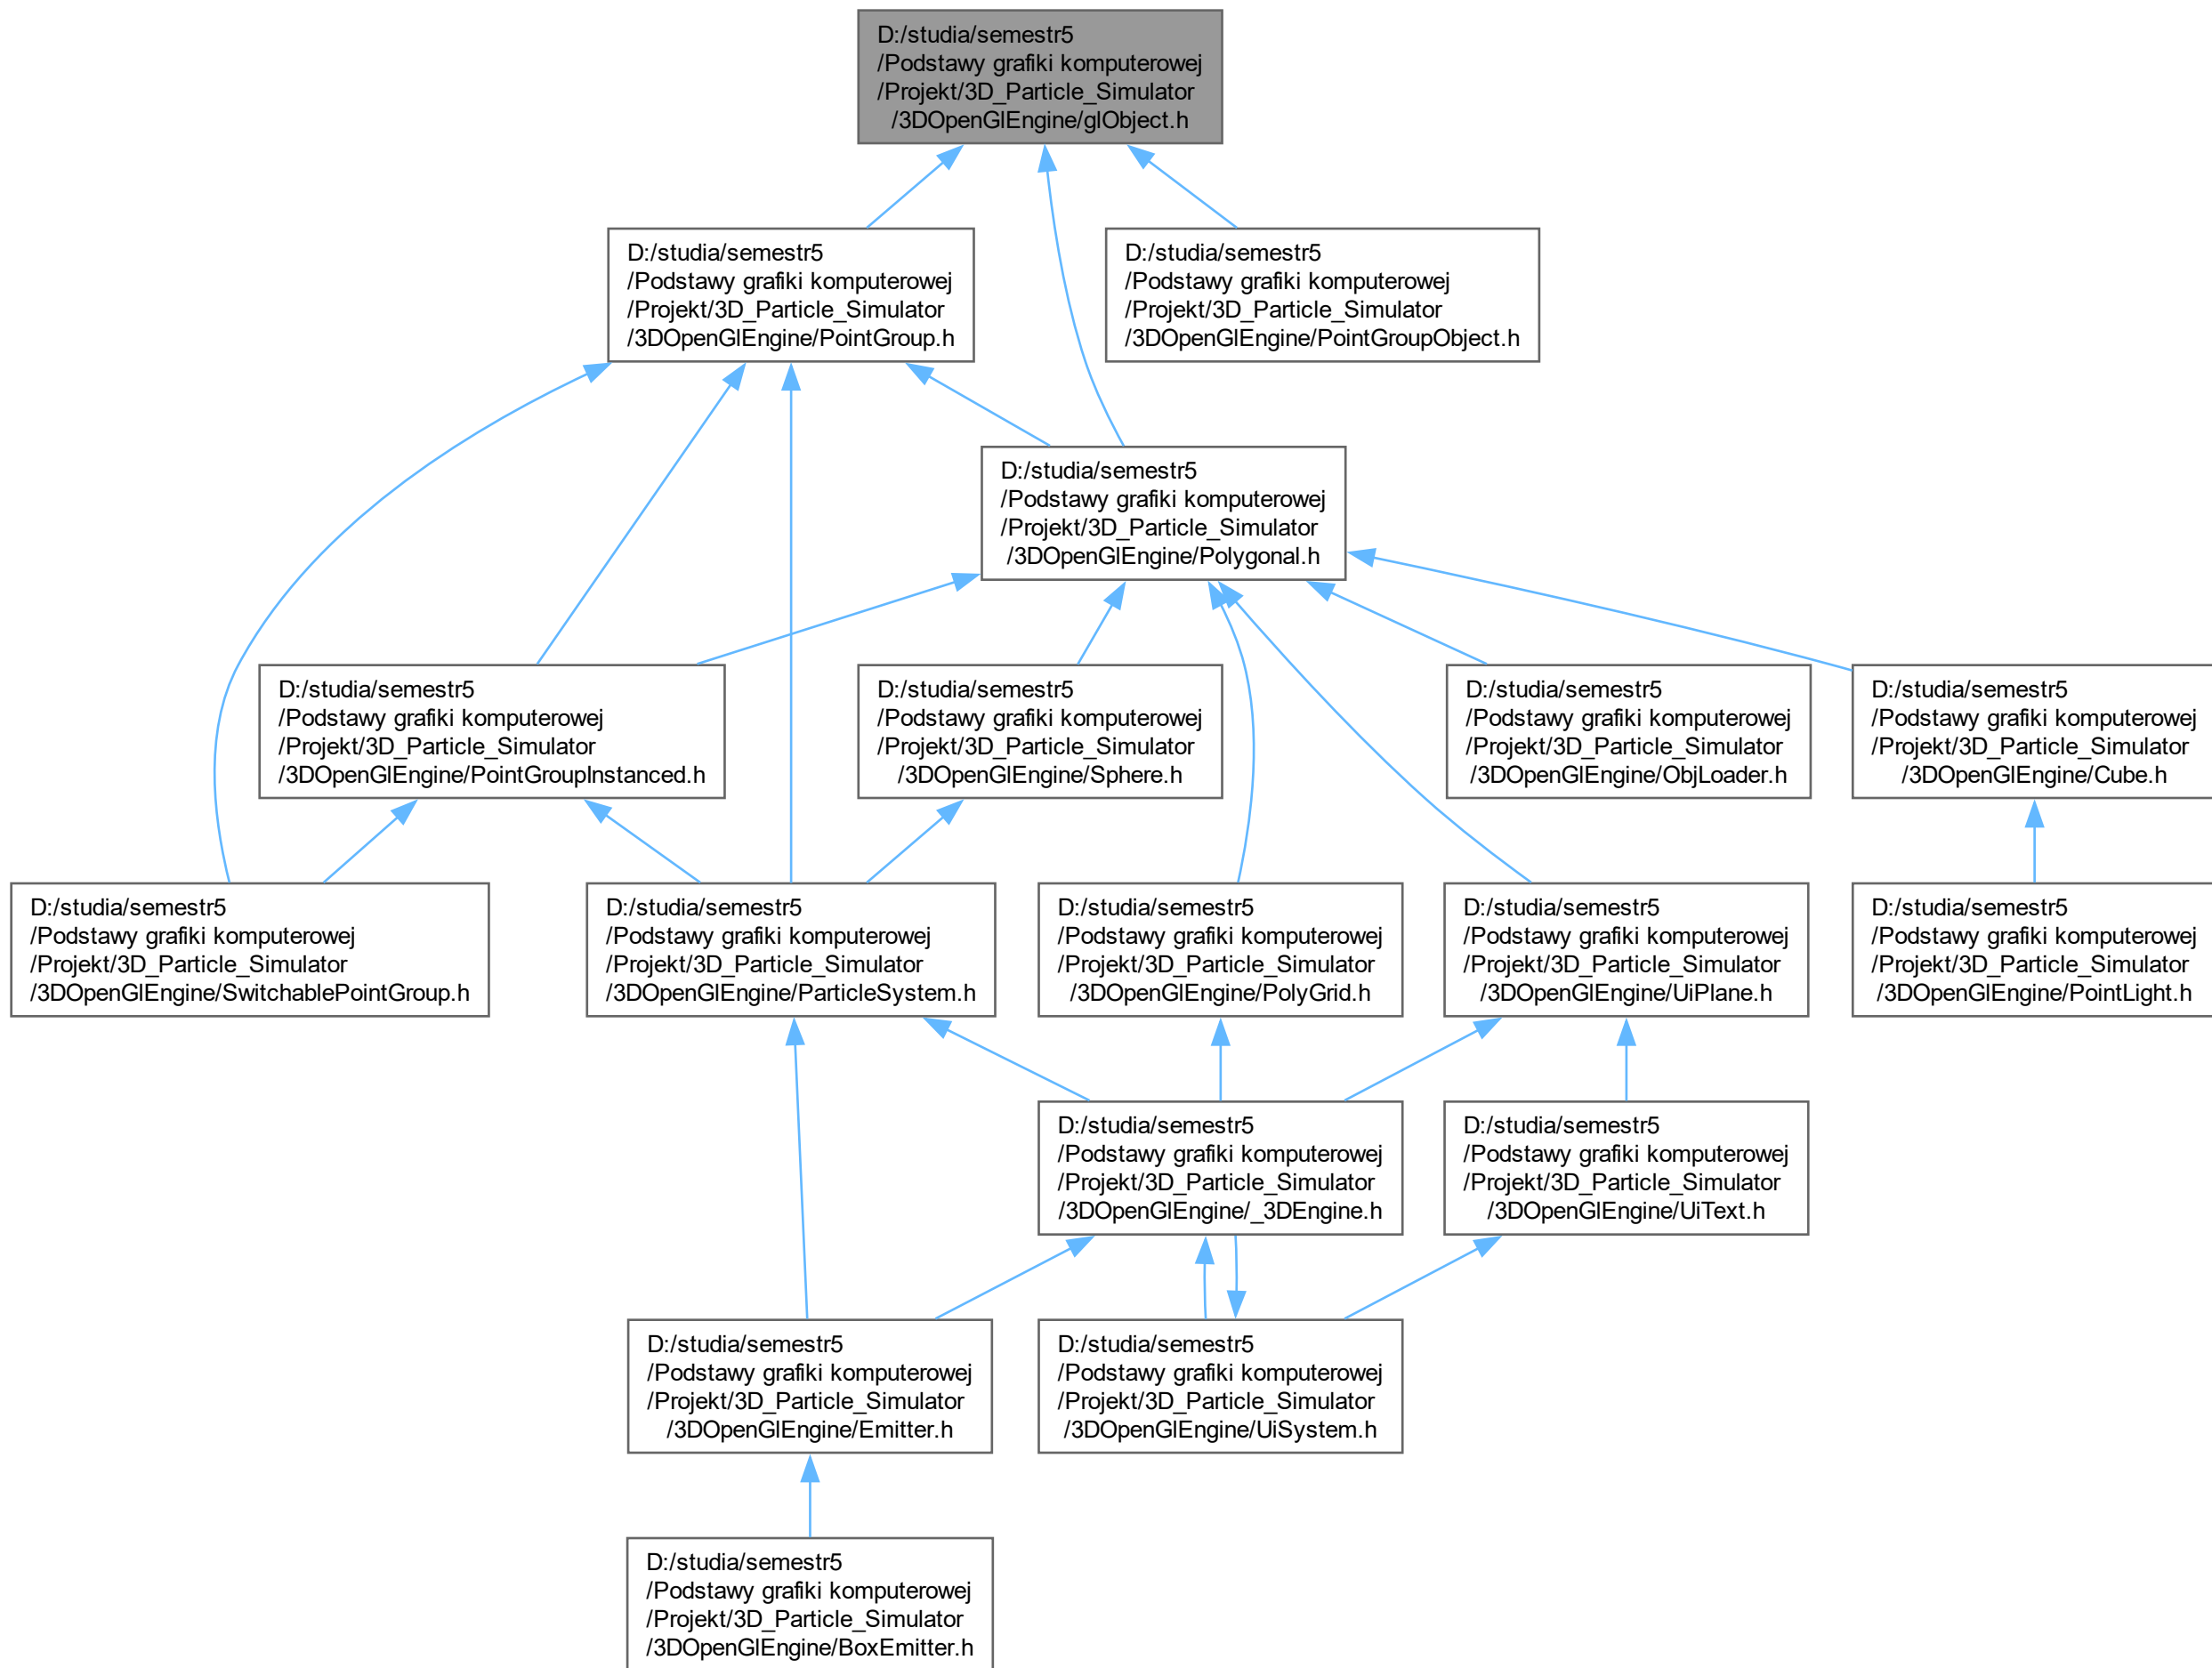 D:/studia/semestr5
/Podstawy grafiki komputerowej
/Projekt/3D_Particle_Simulator
/3DOpenGlEngine/glObject.h
D:/studia/semestr5
/Podstawy grafiki komputerowej
/Projekt/3D_Particle_Simulator
/3DOpenGlEngine/PointGroup.h
D:/studia/semestr5
/Podstawy grafiki komputerowej
/Projekt/3D_Particle_Simulator
/3DOpenGlEngine/PointGroupObject.h
D:/studia/semestr5
/Podstawy grafiki komputerowej
/Projekt/3D_Particle_Simulator
/3DOpenGlEngine/Polygonal.h
D:/studia/semestr5
/Podstawy grafiki komputerowej
/Projekt/3D_Particle_Simulator
/3DOpenGlEngine/PointGroupInstanced.h
D:/studia/semestr5
/Podstawy grafiki komputerowej
/Projekt/3D_Particle_Simulator
/3DOpenGlEngine/Sphere.h
D:/studia/semestr5
/Podstawy grafiki komputerowej
/Projekt/3D_Particle_Simulator
/3DOpenGlEngine/ObjLoader.h
D:/studia/semestr5
/Podstawy grafiki komputerowej
/Projekt/3D_Particle_Simulator
/3DOpenGlEngine/Cube.h
D:/studia/semestr5
/Podstawy grafiki komputerowej
/Projekt/3D_Particle_Simulator
/3DOpenGlEngine/SwitchablePointGroup.h
D:/studia/semestr5
/Podstawy grafiki komputerowej
/Projekt/3D_Particle_Simulator
/3DOpenGlEngine/ParticleSystem.h
D:/studia/semestr5
/Podstawy grafiki komputerowej
/Projekt/3D_Particle_Simulator
/3DOpenGlEngine/PolyGrid.h
D:/studia/semestr5
/Podstawy grafiki komputerowej
/Projekt/3D_Particle_Simulator
/3DOpenGlEngine/UiPlane.h
D:/studia/semestr5
/Podstawy grafiki komputerowej
/Projekt/3D_Particle_Simulator
/3DOpenGlEngine/PointLight.h
D:/studia/semestr5
/Podstawy grafiki komputerowej
/Projekt/3D_Particle_Simulator
/3DOpenGlEngine/_3DEngine.h
D:/studia/semestr5
/Podstawy grafiki komputerowej
/Projekt/3D_Particle_Simulator
/3DOpenGlEngine/UiText.h
D:/studia/semestr5
/Podstawy grafiki komputerowej
/Projekt/3D_Particle_Simulator
/3DOpenGlEngine/Emitter.h
D:/studia/semestr5
/Podstawy grafiki komputerowej
/Projekt/3D_Particle_Simulator
/3DOpenGlEngine/UiSystem.h
D:/studia/semestr5
/Podstawy grafiki komputerowej
/Projekt/3D_Particle_Simulator
/3DOpenGlEngine/BoxEmitter.h